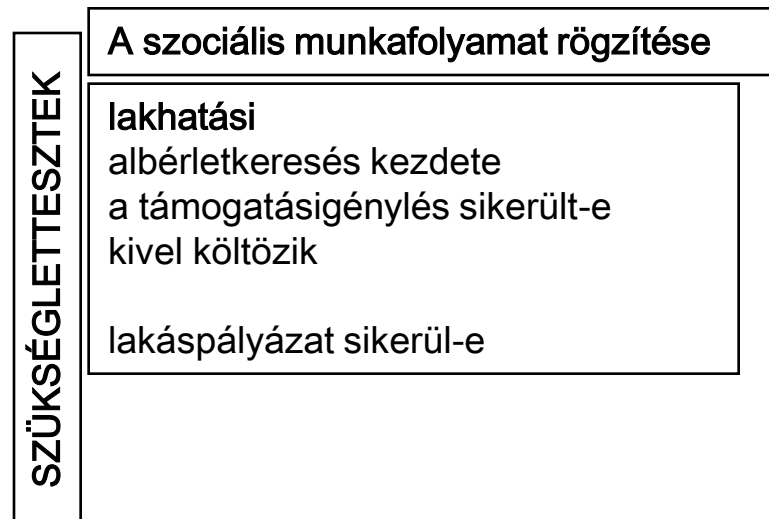 A szociális munkafolyamat rögzítése
SZÜKSÉGLETTESZTEK
lakhatási
albérletkeresés kezdete
a támogatásigénylés sikerült-e
kivel költözik
lakáspályázat sikerül-e